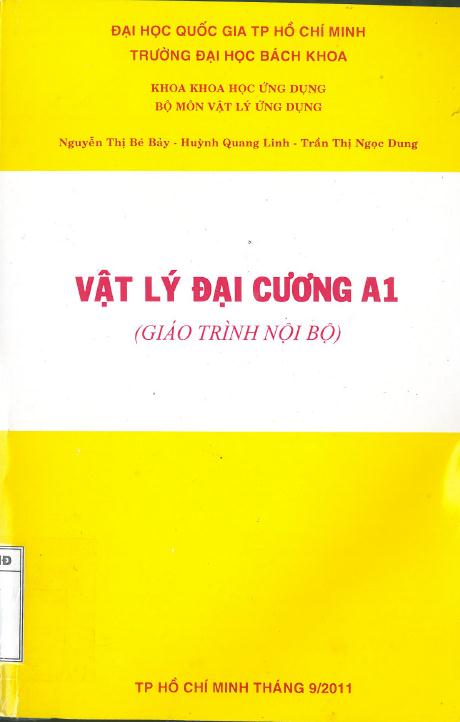 ĐẠI HỌC QUỐC GIA TP HỒ CHÍ MINH
TRƯỜNG ĐẠI HỌC BÁCH KHOA
KHOA KHOA HỌC ỨNG DỤNG
BỘ MÔN VẬT LÝ ỨNG DỤNG
Nguyễn Thị Bé Bảy - Huỳnh Quang Linh - Trần Thị Ngọc Dung
VẬT LÝ ĐẠI CƯƠNG A1
(GIÁO TRÌNH NỘI BỘ)
TP HỒ CHÍ MINH THÁNG 9/2011